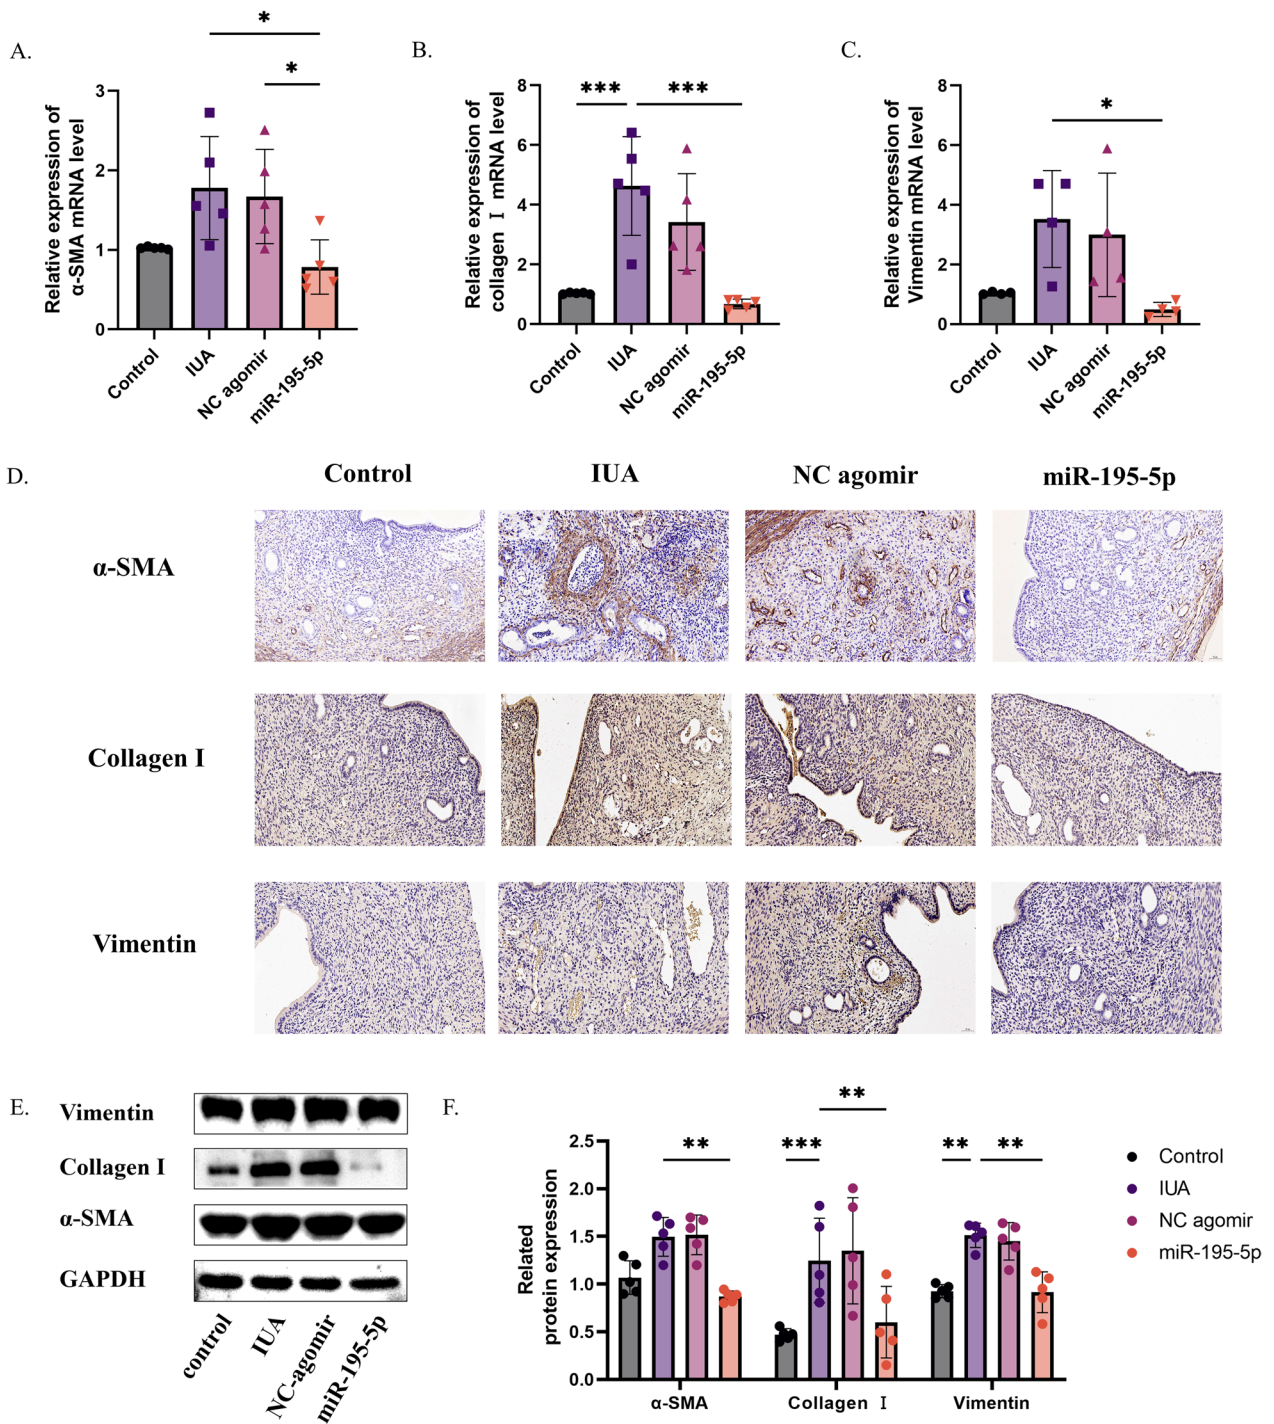 A.
Relative expression of
α-SMA mRNA level
*
*
3
2
1
0
Control
IUA
NC agomir
miR-195-5p
B.
Relative expression of
collagen Ⅰ mRNA level
***
***
8
6
4
2
0
Control
IUA
NC agomir
miR-195-5p
C.
Relative expression of
Vimentin mRNA level
*
8
6
4
2
0
Control
IUA
NC agomir
miR-195-5p
D.
Control IUA NC agomir miR-195-5p
α-SMA
Collagen I
Vimentin
E.
Vimentin
Collagen I
α-SMA
GAPDH
control
IUA
NC-agomir
miR-195-5p
F.
Related
protein expression
**
***
**
**
**
2.5
2.0
1.5
1.0
0.5
0.0
α-SMA Collagen Ⅰ Vimentin
Control
IUA
NC agomir
miR-195-5p